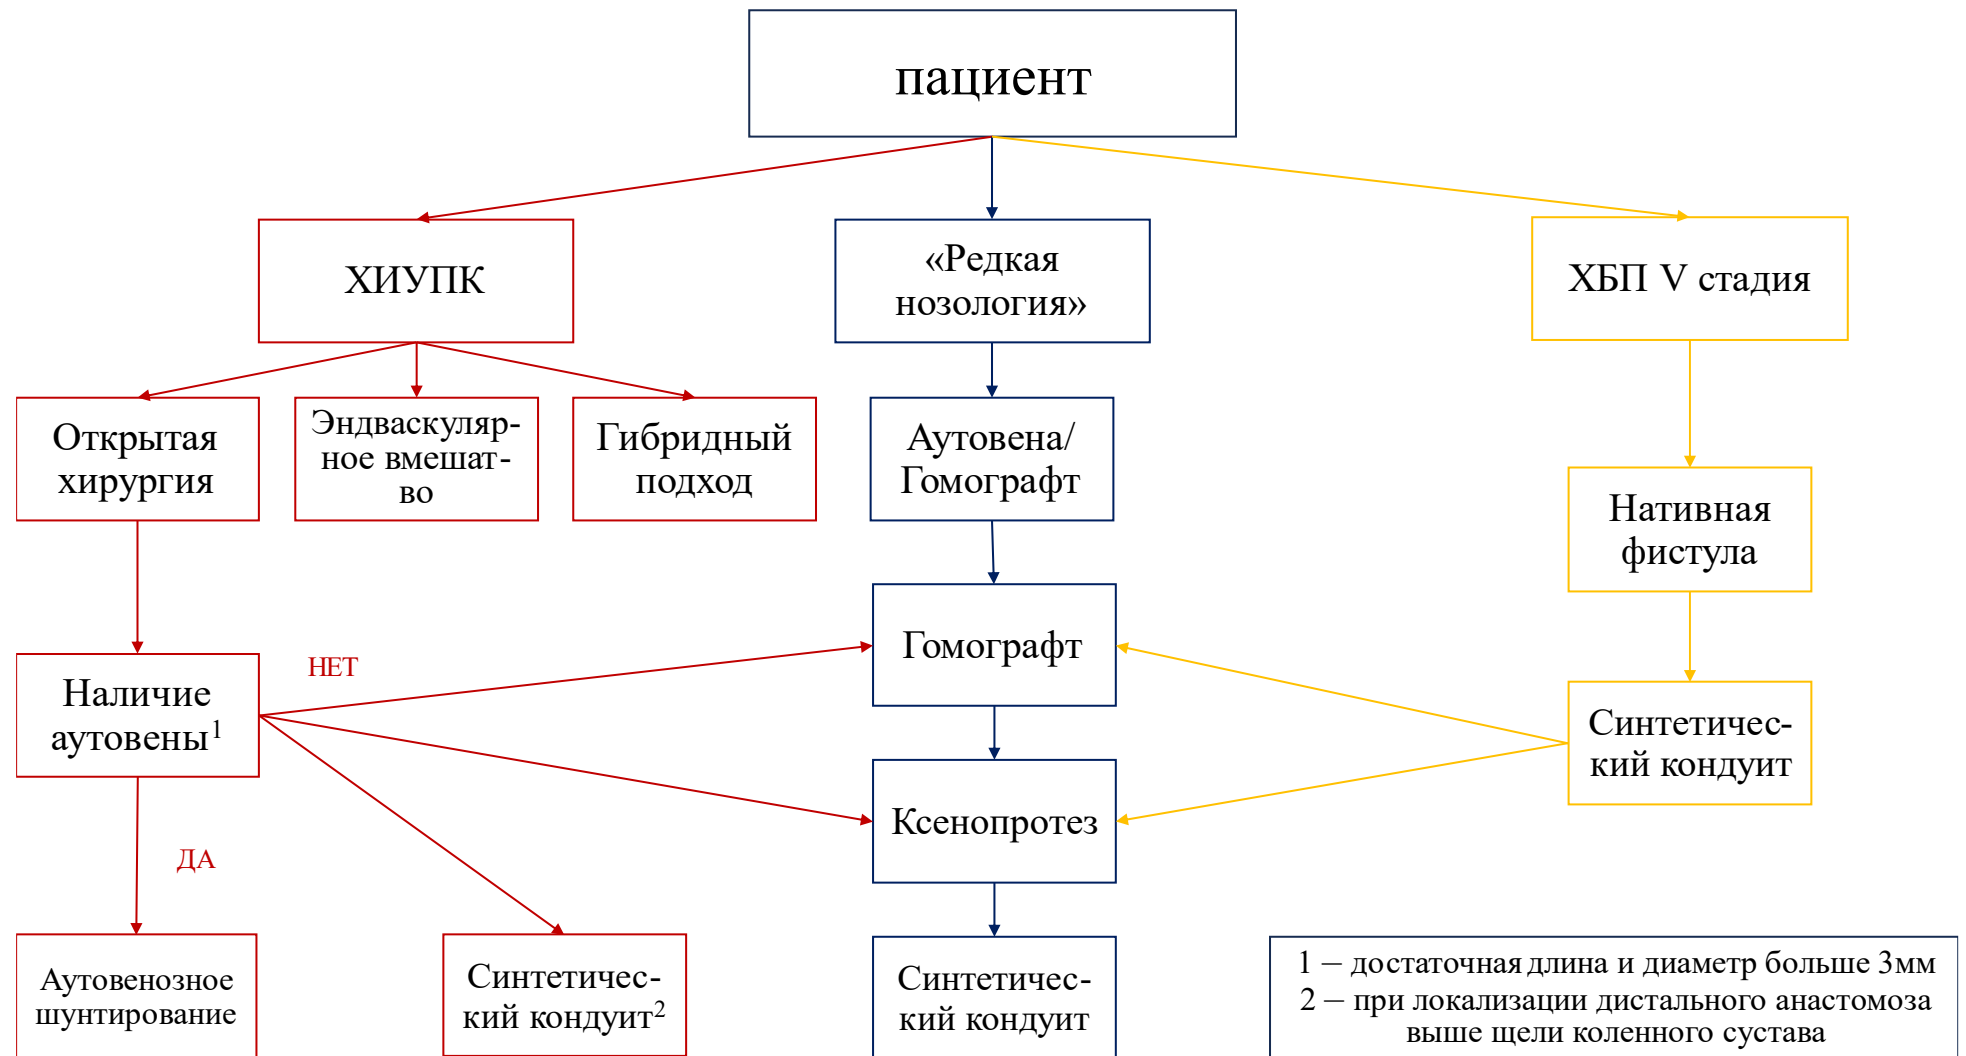 пациент
ХИУПК
«Редкая
нозология»
ХБП V стадия
Открытая
хирургия
Эндваскуляр-
ное вмешат-
во
Гибридный
подход
Аутовена/
Гомографт
Нативная
фистула
Гомографт
НЕТ
Наличие
аутовены¹
Синтетичес-
кий кондуит
Ксенопротез
ДА
Аутовенозное
шунтирование
Синтетичес-
кий кондуит²
Синтетичес-
кий кондуит
1 – достаточная длина и диаметр больше 3мм
2 – при локализации дистального анастомоза
выше щели коленного сустава